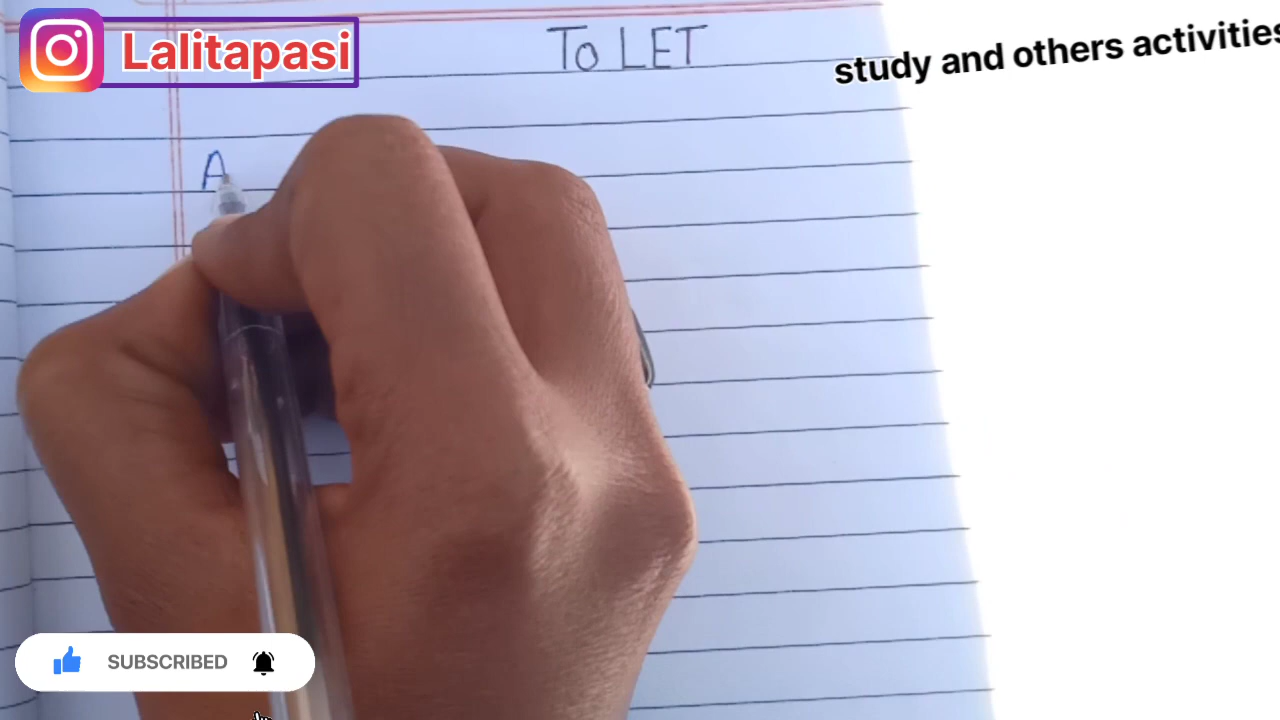 Lalitapasi
To LET
study and others activities
A
SUBSCRIBED